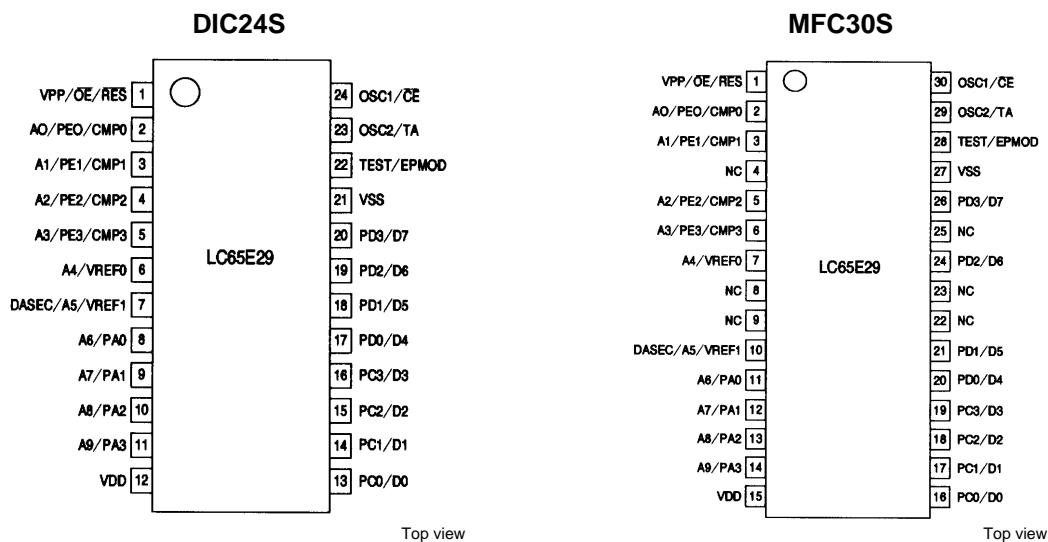 DIC24S
VPP/O̅E̅/R̅E̅S̅ 1
AO/PEO/CMP0 2
A1/PE1/CMP1 3
A2/PE2/CMP2 4
A3/PE3/CMP3 5
A4/VREF0 6
DASEC/A5/VREF1 7
A6/PA0 8
A7/PA1 9
A8/PA2 10
A9/PA3 11
VDD 12
LC65E29
24 OSC1/C̅E̅
23 OSC2/TA
22 TEST/EPMOD
21 VSS
20 PD3/D7
19 PD2/D6
18 PD1/D5
17 PD0/D4
16 PC3/D3
15 PC2/D2
14 PC1/D1
13 PC0/D0
Top view
MFC30S
VPP/O̅E̅/R̅E̅S̅ 1
AO/PEO/CMP0 2
A1/PE1/CMP1 3
NC 4
A2/PE2/CMP2 5
A3/PE3/CMP3 6
A4/VREF0 7
NC 8
NC 9
DASEC/A5/VREF1 10
A6/PA0 11
A7/PA1 12
A8/PA2 13
A9/PA3 14
VDD 15
LC65E29
30 OSC1/C̅E̅
29 OSC2/TA
28 TEST/EPMOD
27 VSS
26 PD3/D7
25 NC
24 PD2/D6
23 NC
22 NC
21 PD1/D5
20 PD0/D4
19 PC3/D3
18 PC2/D2
17 PC1/D1
16 PC0/D0
Top view